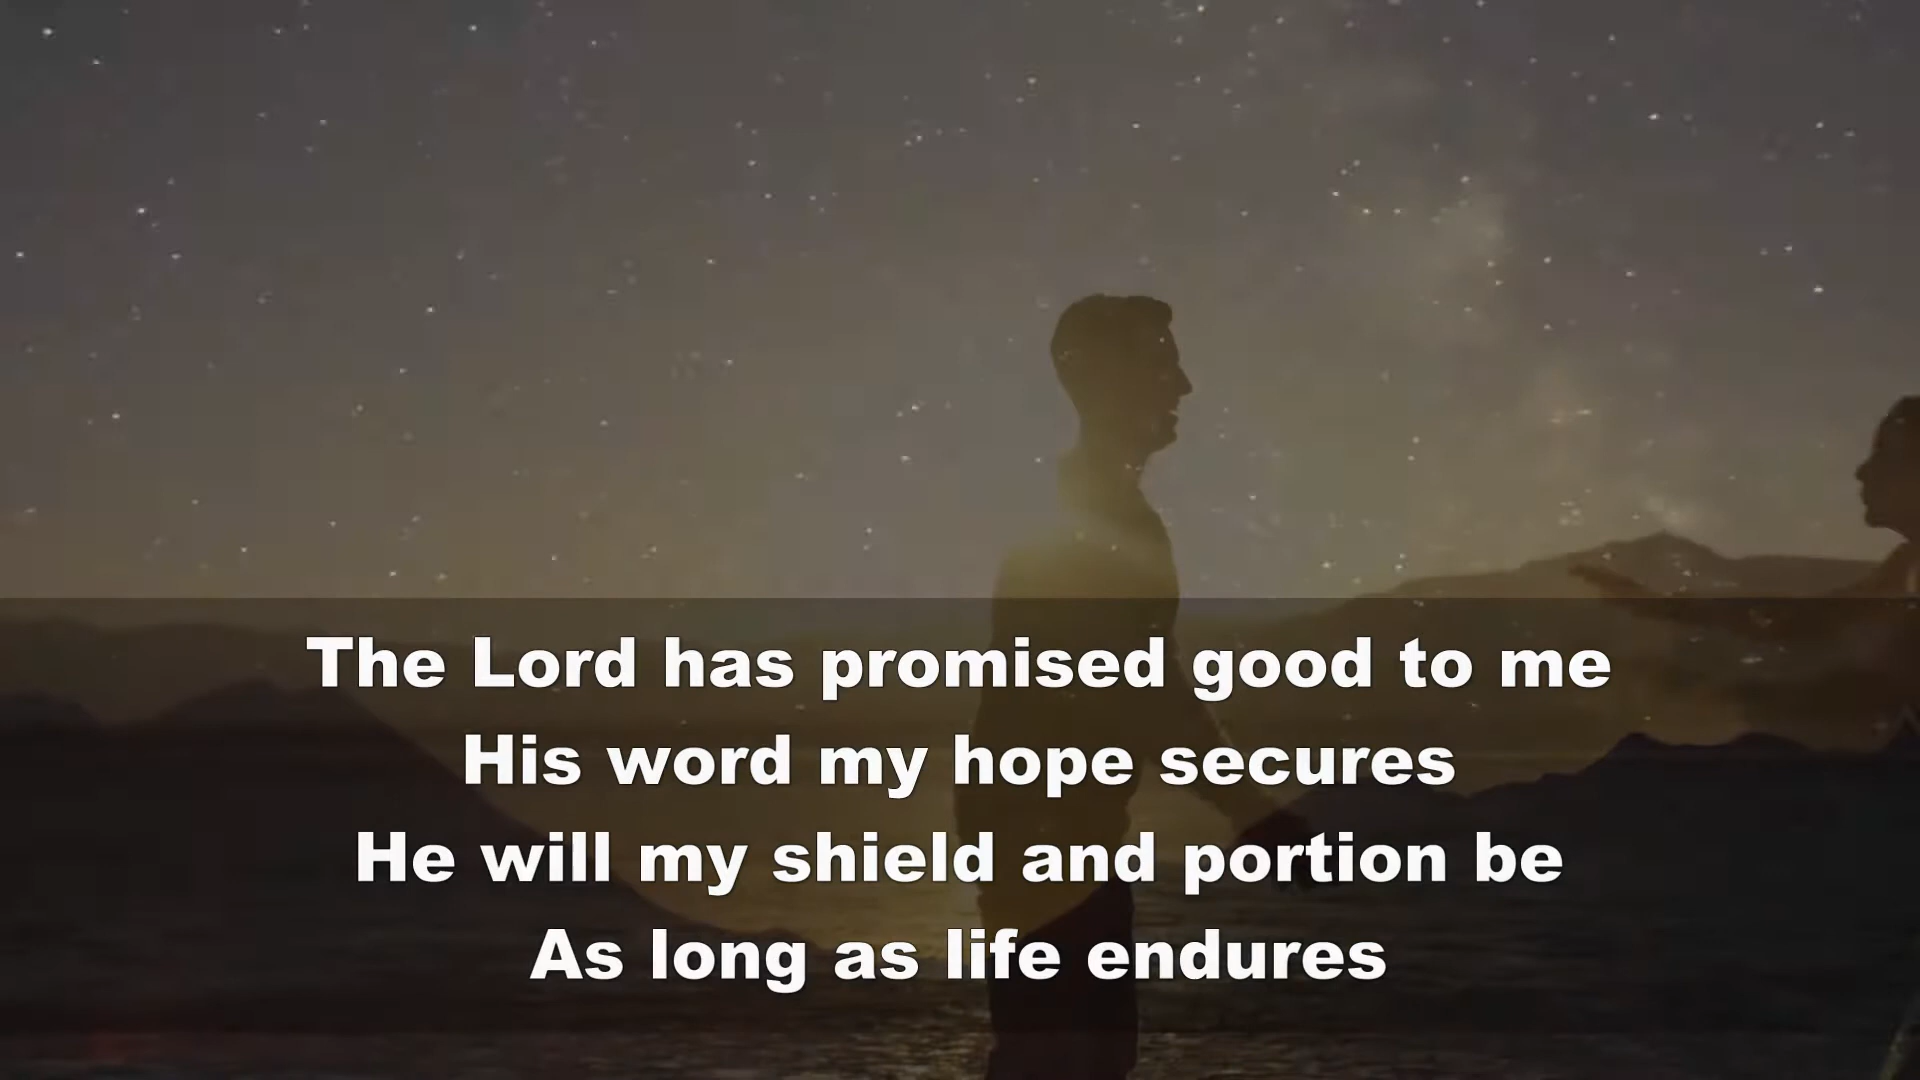 The Lord has promised good to me
His word my hope secures
He will my shield and portion be
As long as life endures